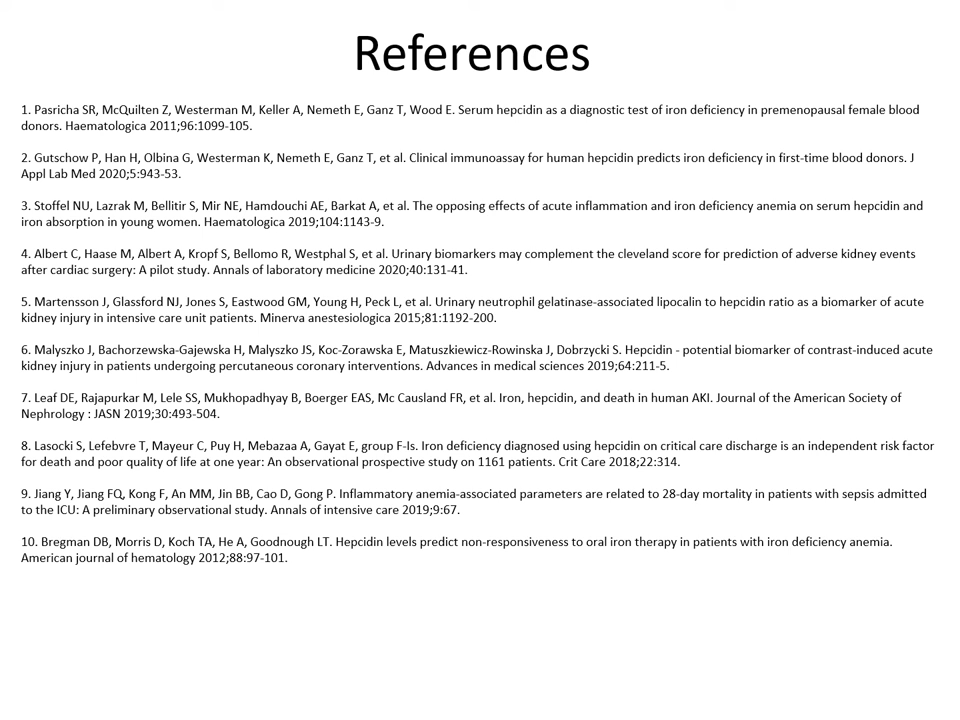 References
1. Pasricha SR, McQuilten Z, Westerman M, Keller A, Nemeth E, Ganz T, Wood E. Serum hepcidin as a diagnostic test of iron deficiency in premenopausal female blood
donors. Haematologica 2011;96:1099-105.
2. Gutschow P, Han H, Olbina G, Westerman K, Nemeth E, Ganz T, et al. Clinical immunoassay for human hepcidin predicts iron deficiency in first-time blood donors. J
Appl Lab Med 2020;5:943-53.
3. Stoffel NU, Lazrak M, Bellitir S, Mir NE, Hamdouchi AE, Barkat A, et al. The opposing effects of acute inflammation and iron deficiency anemia on serum hepcidin and
iron absorption in young women. Haematologica 2019;104:1143-9.
4. Albert C, Haase M, Albert A, Kropf S, Bellomo R, Westphal S, et al. Urinary biomarkers may complement the cleveland score for prediction of adverse kidney events
after cardiac surgery: A pilot study. Annals of laboratory medicine 2020;40:131-41.
5. Martensson J, Glassford NJ, Jones S, Eastwood GM, Young H, Peck L, et al. Urinary neutrophil gelatinase-associated lipocalin to hepcidin ratio as a biomarker of acute
kidney injury in intensive care unit patients. Minerva anestesiologica 2015;81:1192-200.
6. Malyszko J, Bachorzewska-Gajewska H, Malyszko JS, Koc-Zorawska E, Matuszkiewicz-Rowinska J, Dobrzycki S. Hepcidin - potential biomarker of contrast-induced acute
kidney injury in patients undergoing percutaneous coronary interventions. Advances in medical sciences 2019;64:211-5.
7. Leaf DE, Rajapurkar M, Lele SS, Mukhopadhyay B, Boerger EAS, Mc Causland FR, et al. Iron, hepcidin, and death in human AKI. Journal of the American Society of
Nephrology : JASN 2019;30:493-504.
8. Lasocki S, Lefebvre T, Mayeur C, Puy H, Mebazaa A, Gayat E, group F-Is. Iron deficiency diagnosed using hepcidin on critical care discharge is an independent risk factor
for death and poor quality of life at one year: An observational prospective study on 1161 patients. Crit Care 2018;22:314.
9. Jiang Y, Jiang FQ, Kong F, An MM, Jin BB, Cao D, Gong P. Inflammatory anemia-associated parameters are related to 28-day mortality in patients with sepsis admitted
to the ICU: A preliminary observational study. Annals of intensive care 2019;9:67.
10. Bregman DB, Morris D, Koch TA, He A, Goodnough LT. Hepcidin levels predict non-responsiveness to oral iron therapy in patients with iron deficiency anemia.
American journal of hematology 2012;88:97-101.